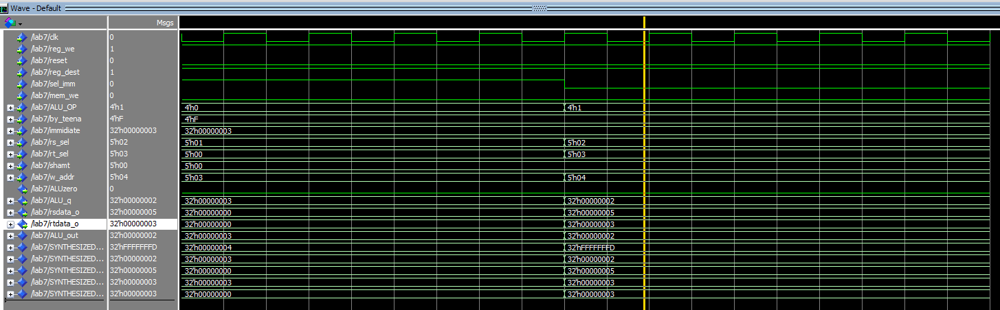 Wave - Default
Msgs
/lab7/clk 0
/lab7/reg_we 1
/lab7/reset 0
/lab7/reg_dest 1
/lab7/sel_imm 0
/lab7/mem_we 0
/lab7/ALU_OP 4'h1 4'h0 4'h1
/lab7/by_teena 4'hF 4'hF
/lab7/immidiate 32'h00000003 32'h00000003
/lab7/rs_sel 5'h02 5'h01 5'h02
/lab7/rt_sel 5'h03 5'h00 5'h03
/lab7/shamt 5'h00 5'h00
/lab7/w_addr 5'h04 5'h03 5'h04
/lab7/ALUzero 0
/lab7/ALU_q 32'h00000002 32'h00000003 32'h00000002
/lab7/rsdata_o 32'h00000005 32'h00000000 32'h00000005
/lab7/rtdata_o 32'h00000003 32'h00000000 32'h00000003
/lab7/ALU_out 32'h00000002 32'h00000003 32'h00000002
/lab7/SYNTHESIZED... 32'hFFFFFFFD 32'h00000004 32'hFFFFFFFD
/lab7/SYNTHESIZED... 32'h00000002 32'h00000003 32'h00000002
/lab7/SYNTHESIZED... 32'h00000005 32'h00000000 32'h00000005
/lab7/SYNTHESIZED... 32'h00000003 32'h00000003 32'h00000003
/lab7/SYNTHESIZED... 32'h00000003 32'h00000000 32'h00000003